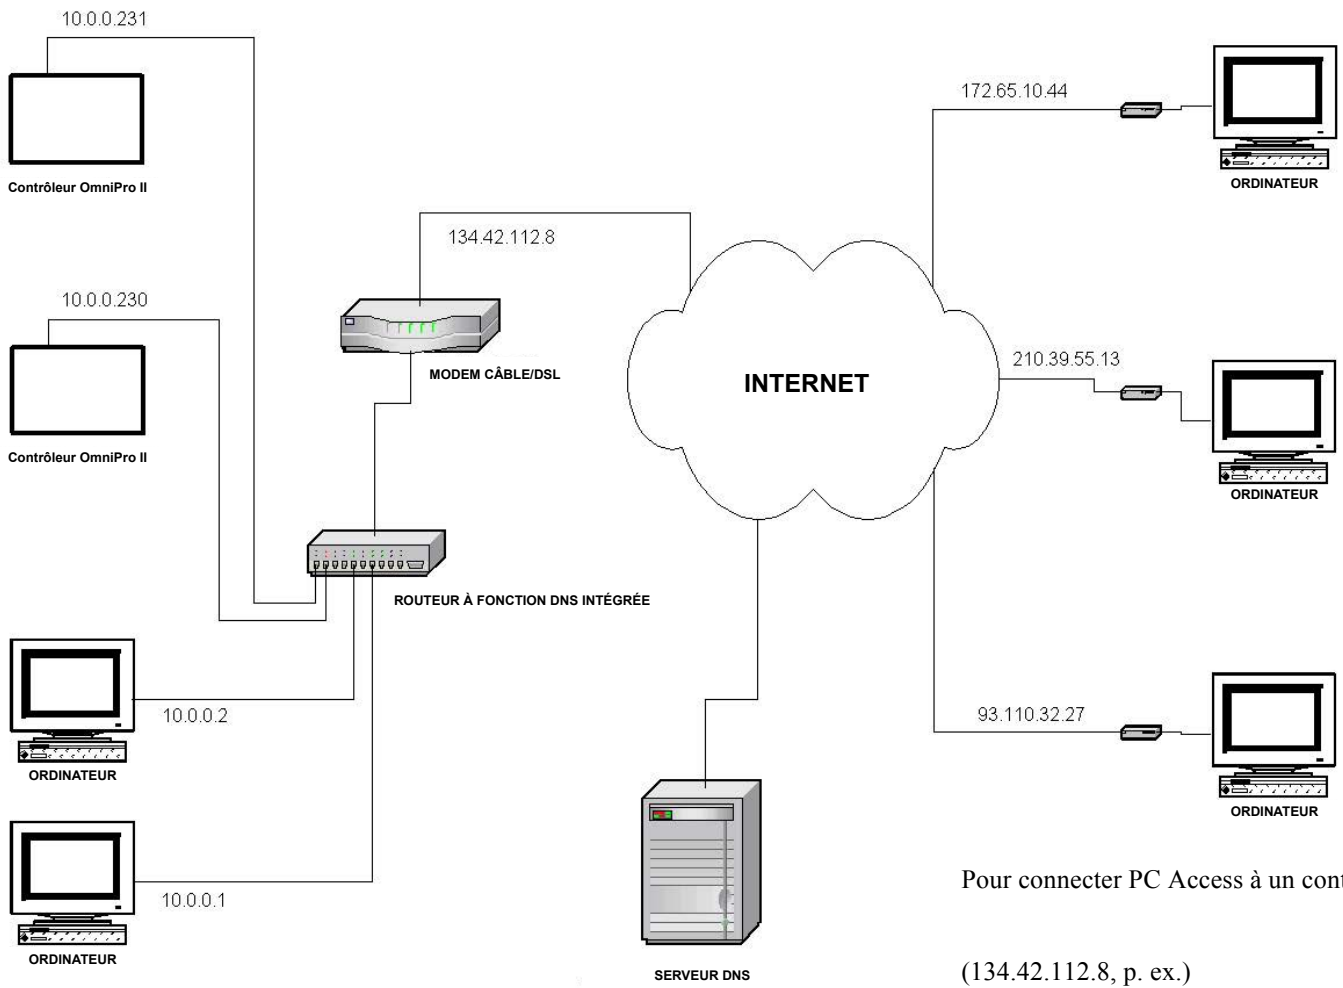 10.0.0.231
Contrôleur OmniPro II
10.0.0.230
Contrôleur OmniPro II
134.42.112.8
MODEM CÂBLE/DSL
ROUTEUR À FONCTION DNS INTÉGRÉE
10.0.0.2
ORDINATEUR
10.0.0.1
ORDINATEUR
INTERNET
SERVEUR DNS
172.65.10.44
ORDINATEUR
210.39.55.13
ORDINATEUR
93.110.32.27
ORDINATEUR
Pour connecter PC Access à un
(134.42.112.8, p. ex.)